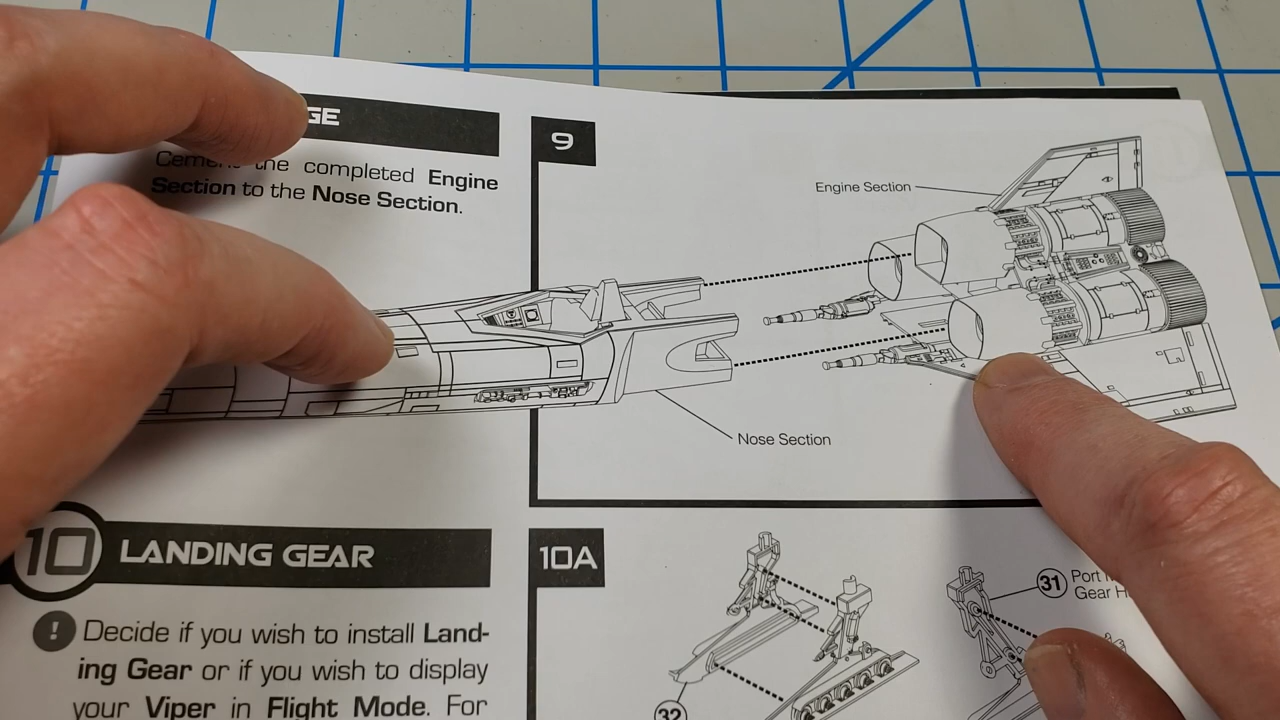 GE
Cement the completed Engine
Section to the Nose Section.
9
Engine Section
Nose Section
10 LANDING GEAR
! Decide if you wish to install Land-
ing Gear or if you wish to display
your Viper in Flight Mode. For
10A
31 Port
Gear
32